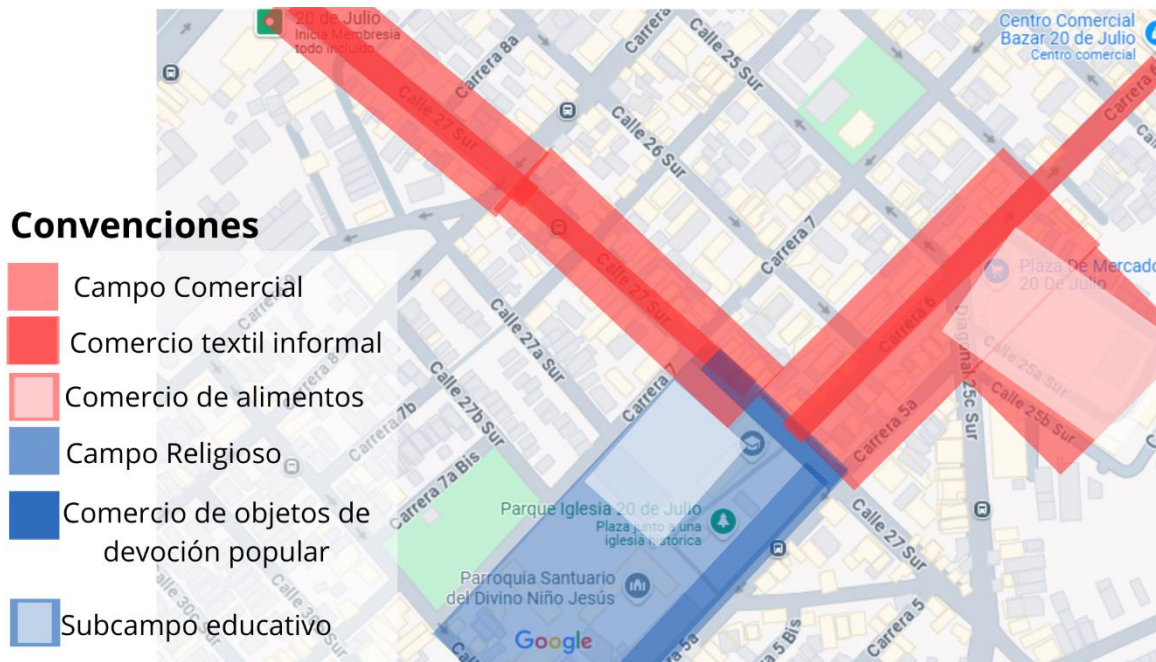 20 de Julio
Inicia Membresia
todo incluido
Carrera 8a
Carrera 6
Calle 25 Sur
Centro Comercial
Bazar 20 de Julio
Centro comercial
Carrera 6
Calle 27 Sur
Calle 26 Sur
Carrera 7
Plaza De Mercado
20 De Julio
Convenciones
Campo Comercial
Comercio textil informal
Comercio de alimentos
Campo Religioso
Comercio de objetos de
devoción popular
Subcampo educativo
Calle 27 Sur
Carrera 6
Diagonal 25c Sur
Calle 25a Sur
Calle 25b Sur
Calle 27a Sur
Carrera 7
Carrera 7b
Calle 27b Sur
Carrera 5a
Carrera 7a Bis
Parque Iglesia 20 de Julio
Plaza junto a una
iglesia histórica
Calle 27 Sur
Parroquia Santuario
del Divino Niño Jesús
Google
5a
Carrera 5
5 Bis